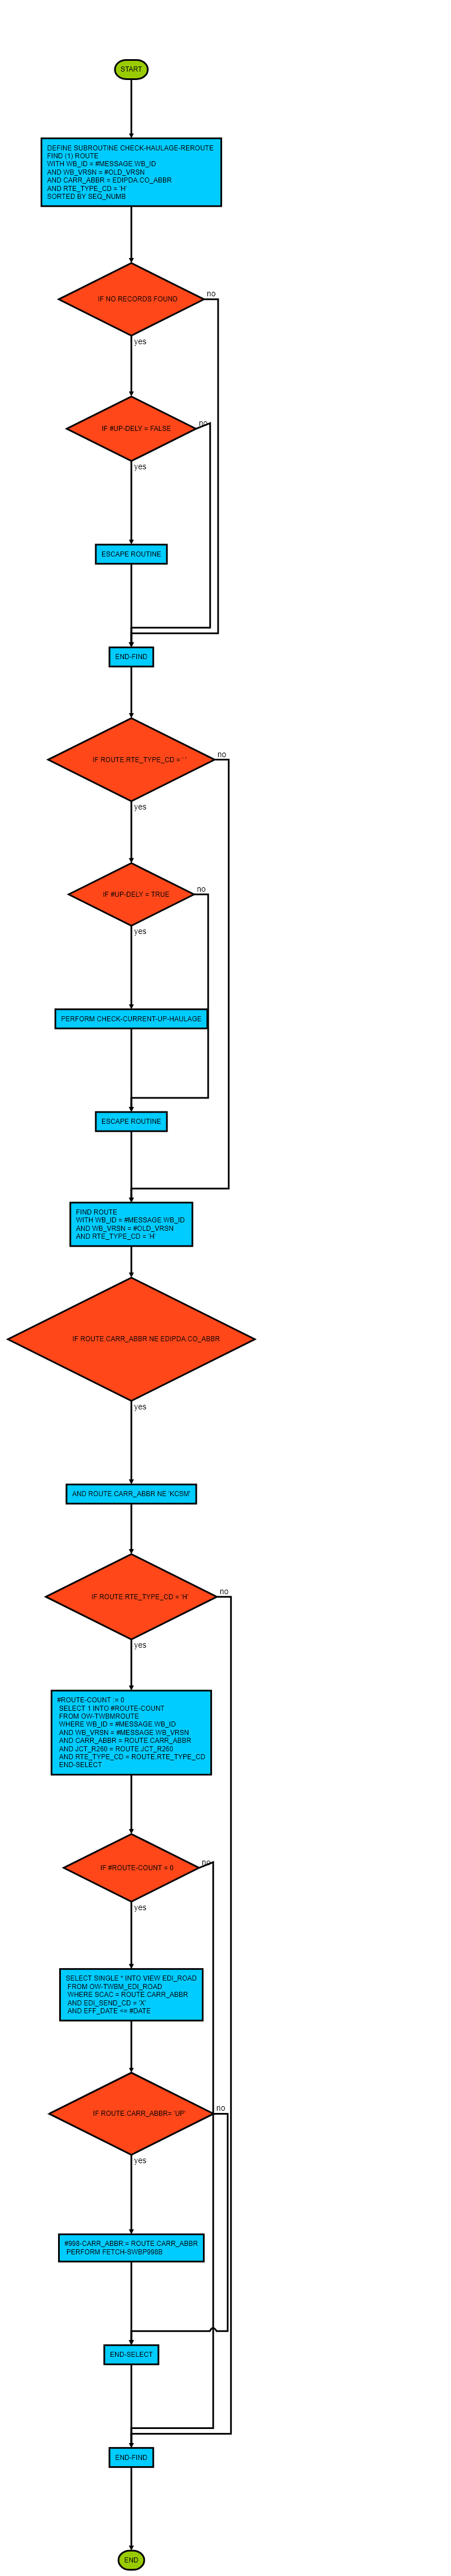 START
DEFINE SUBROUTINE CHECK-HAULAGE-REROUTE
FIND (1) ROUTE
WITH WB_ID = #MESSAGE.WB_ID
AND WB_VRSN = #OLD_VRSN
AND CARR_ABBR = EDIPDA.CO_ABBR
AND RTE_TYPE_CD = 'H'
SORTED BY SEQ_NUMB
IF NO RECORDS FOUND
no
yes
IF #UP-DELY = FALSE
no
yes
ESCAPE ROUTINE
END-FIND
IF ROUTE.RTE_TYPE_CD = ' '
no
yes
IF #UP-DELY = TRUE
no
yes
PERFORM CHECK-CURRENT-UP-HAULAGE
ESCAPE ROUTINE
FIND ROUTE
WITH WB_ID = #MESSAGE.WB_ID
AND WB_VRSN = #OLD_VRSN
AND RTE_TYPE_CD = 'H'
IF ROUTE.CARR_ABBR NE EDIPDA.CO_ABBR
yes
AND ROUTE.CARR_ABBR NE 'KCSM'
IF ROUTE.RTE_TYPE_CD = 'H'
no
yes
#ROUTE-COUNT := 0
SELECT 1 INTO #ROUTE-COUNT
FROM OW-TWBMROUTE
WHERE WB_ID = #MESSAGE.WB_ID
AND WB_VRSN = #MESSAGE.WB_VRSN
AND CARR_ABBR = ROUTE.CARR_ABBR
AND JCT_R260 = ROUTE.JCT_R260
AND RTE_TYPE_CD = ROUTE.RTE_TYPE_CD
END-SELECT
IF #ROUTE-COUNT = 0
no
yes
SELECT SINGLE * INTO VIEW EDI_ROAD
FROM OW-TWBM_EDI_ROAD
WHERE SCAC = ROUTE.CARR_ABBR
AND EDI_SEND_CD = 'X'
AND EFF_DATE <= #DATE
IF ROUTE.CARR_ABBR= 'UP'
no
yes
#998-CARR_ABBR:= ROUTE.CARR_ABBR
PERFORM FETCH-SWBP998B
END-SELECT
END-FIND
END